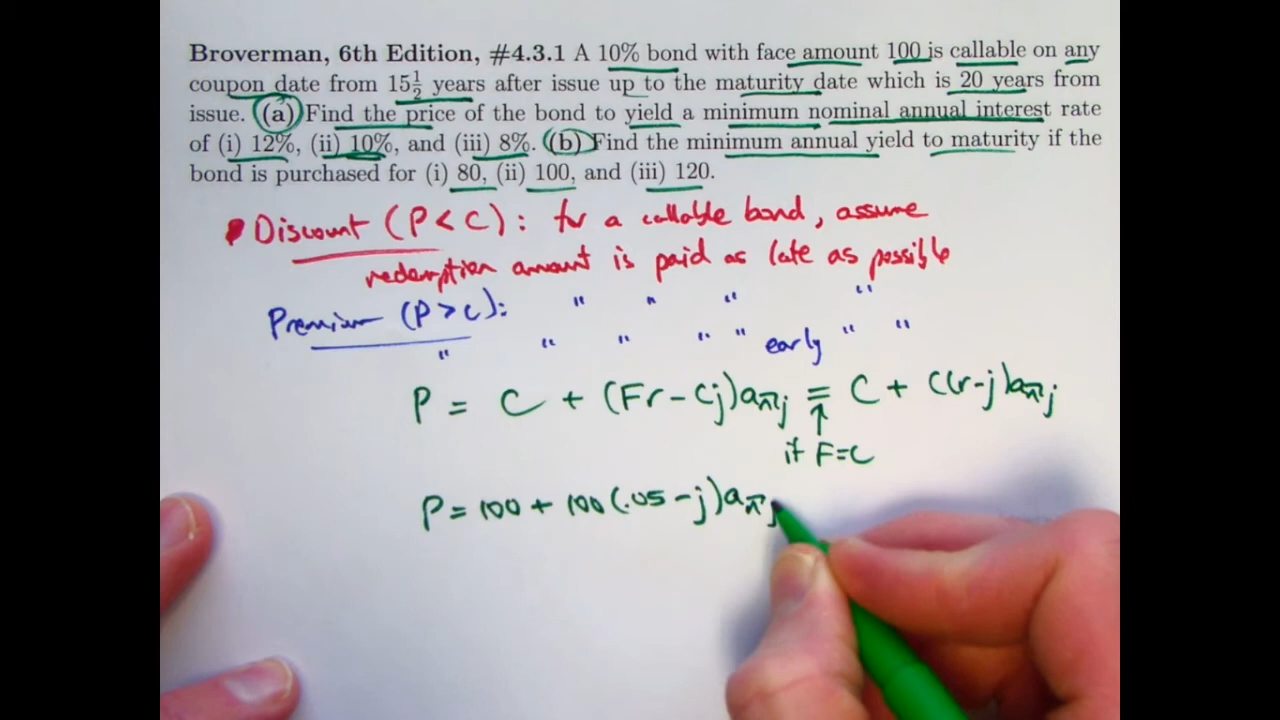 Broverman, 6th Edition, #4.3.1 A 10% bond with face amount 100 is callable on any
coupon date from 15½ years after issue up to the maturity date which is 20 years from
issue. (a) Find the price of the bond to yield a minimum nominal annual interest rate
of (i) 12%, (ii) 10%, and (iii) 8%. (b) Find the minimum annual yield to maturity if the
bond is purchased for (i) 80, (ii) 100, and (iii) 120.
Discount (P < C): for a callable bond, assume
redemption amount is paid as late as possible
Premium (P > C): " " " "
" " " " " early " "
P = C + (Fr - Cj)a_n̅|j = C + C(r-j)a_n̅|j
↑
if F=C
P = 100 + 100(.05 - j)a_n̅|j